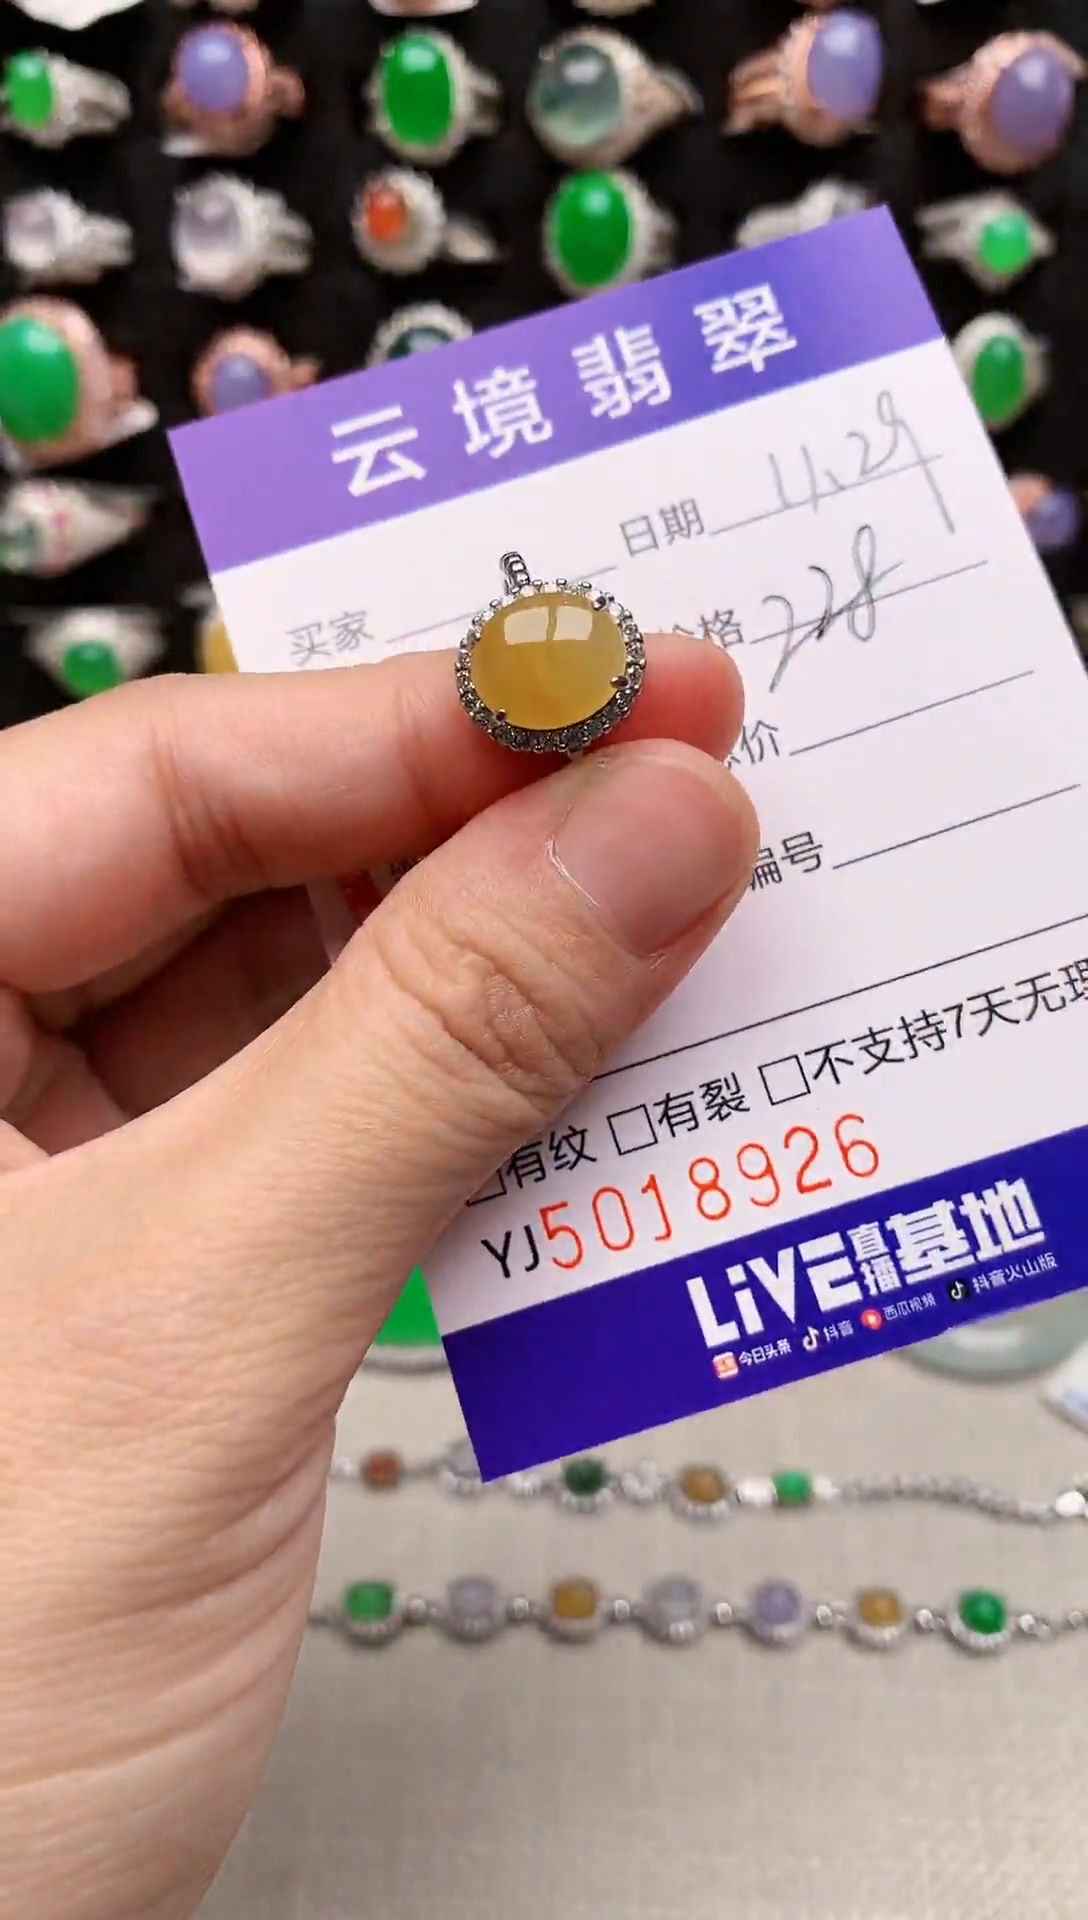 云境翡翠
日期 11.29
买家
价格 228
价
编号
□有纹 □有裂 □不支持7天无理
YJ5018926
LiVE直播基地
今日头条 抖音 西瓜视频 抖音火山版